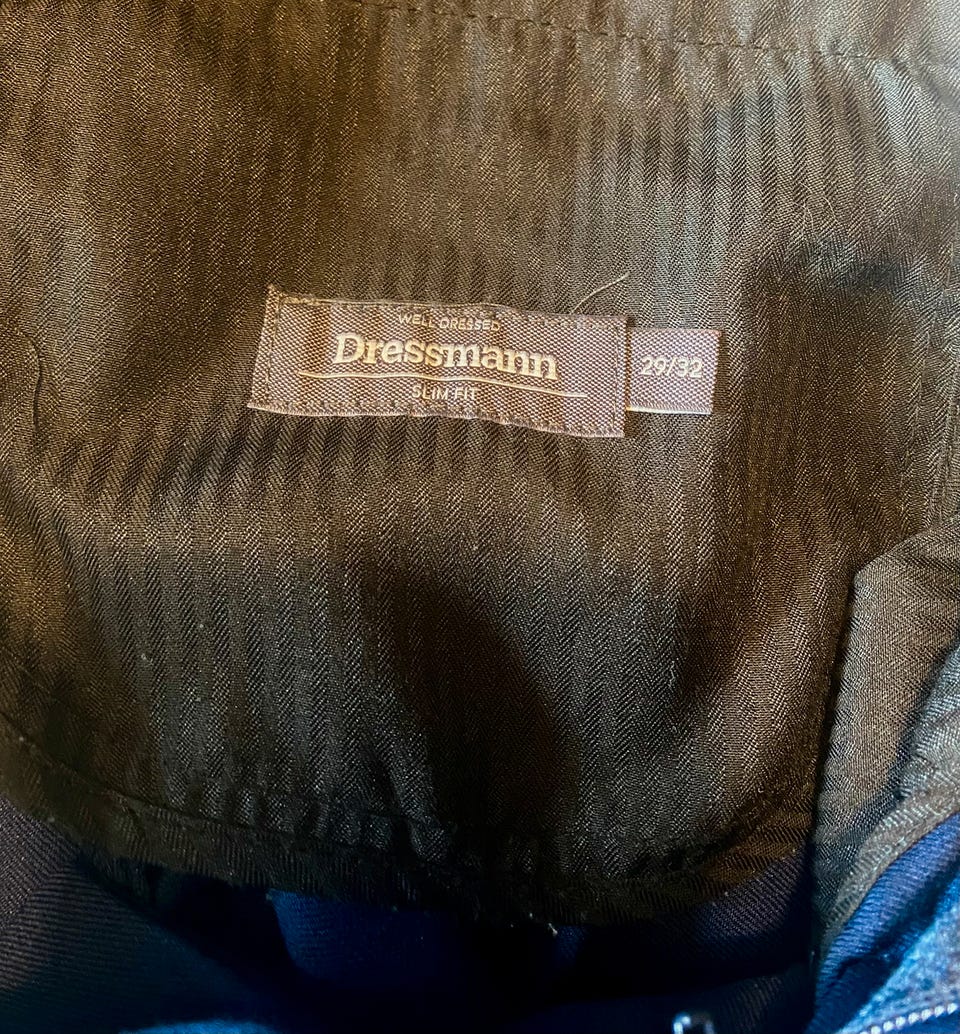 WELL DRESSED
Dressmann
SLIM FIT
29/32